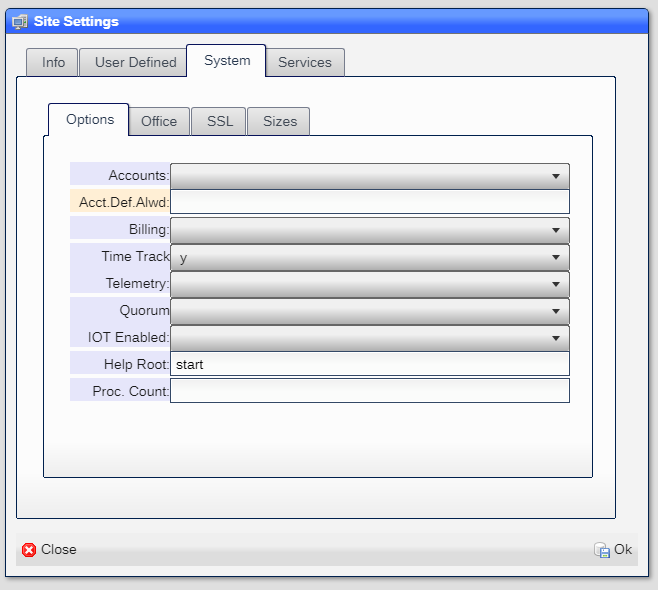 Site Settings
Info User Defined System Services
Options Office SSL Sizes
Accounts:
Acct.Def.Alwd:
Billing:
Time Track y
Telemetry:
Quorum
IOT Enabled:
Help Root: start
Proc. Count:
Close Ok